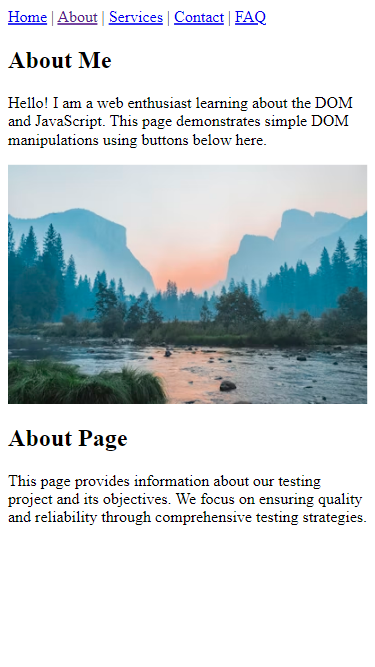 Home | About | Services | Contact | FAQ
About Me
Hello! I am a web enthusiast learning about the DOM
and JavaScript. This page demonstrates simple DOM
manipulations using buttons below here.
About Page
This page provides information about our testing
project and its objectives. We focus on ensuring quality
and reliability through comprehensive testing strategies.